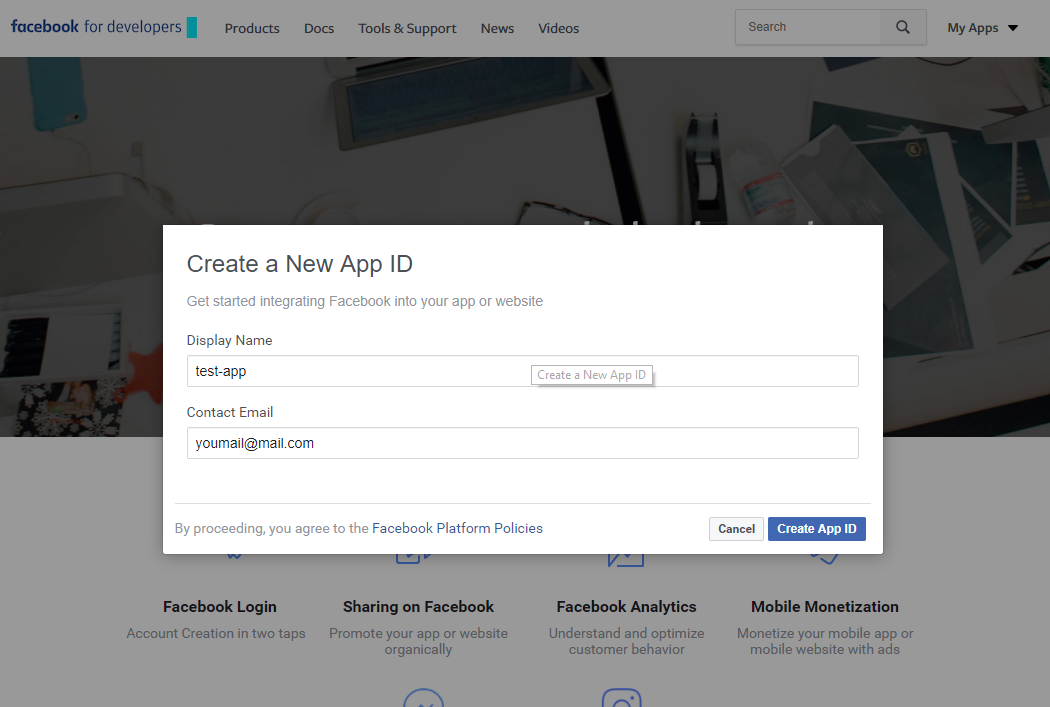 facebook for developers
Products
Docs
Tools & Support
News
Videos
Search
My Apps
Create a New App ID
Get started integrating Facebook into your app or website
Display Name
test-app
Create a New App ID
Contact Email
youmail@mail.com
By proceeding, you agree to the Facebook Platform Policies
Cancel
Create App ID
Facebook Login
Account Creation in two taps
Sharing on Facebook
Promote your app or website
organically
Facebook Analytics
Understand and optimize
customer behavior
Mobile Monetization
Monetize your mobile app or
mobile website with ads